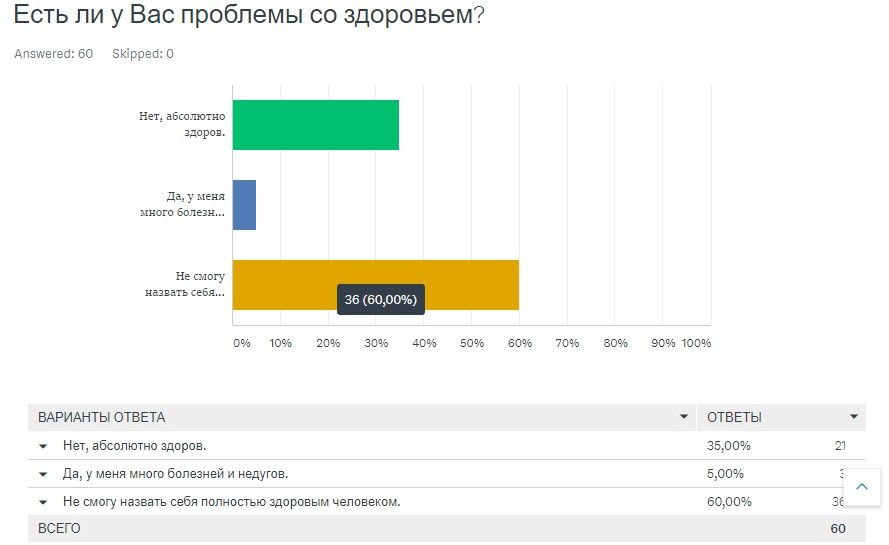 Есть ли у Вас проблемы со здоровьем?
Answered: 60 Skipped: 0
Нет, абсолютно
здоров.
Да, у меня
много болезн...
Не смогу
назвать себя...
36 (60,00%)
0% 10% 20% 30% 40% 50% 60% 70% 80% 90% 100%
ВАРИАНТЫ ОТВЕТА ОТВЕТЫ
Нет, абсолютно здоров. 35,00% 21
Да, у меня много болезней и недугов. 5,00% 3
Не смогу назвать себя полностью здоровым человеком. 60,00% 36
ВСЕГО 60